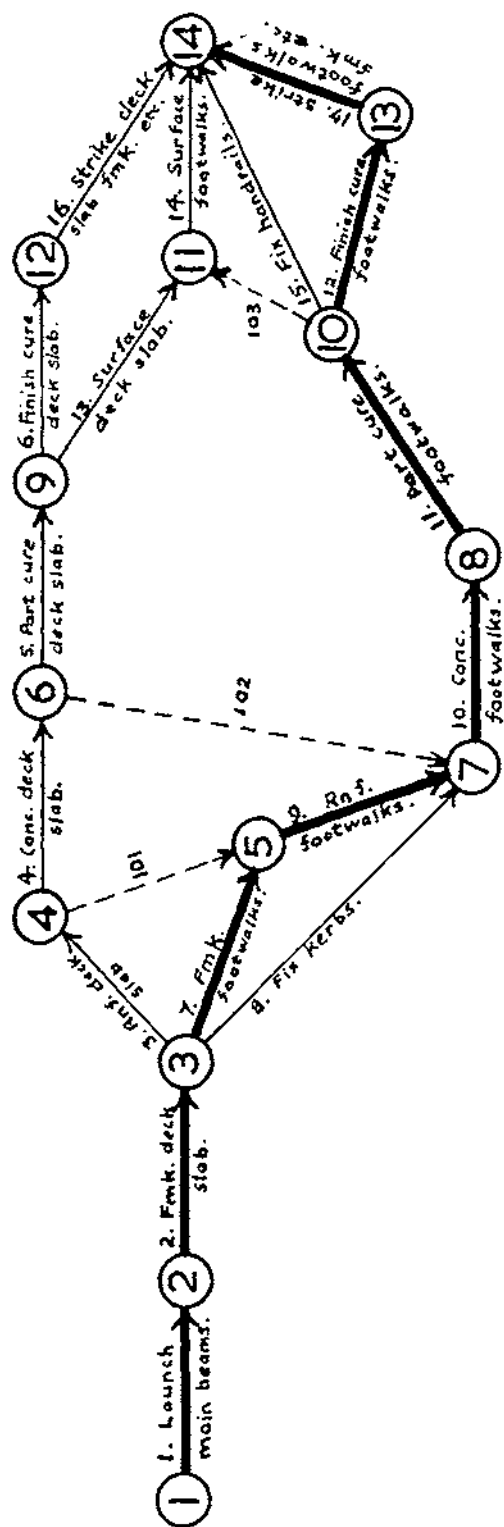 1
1. Launch
main beams.
2
2. Fmk. deck
slab.
3
3. Rnf. deck
slab
4
4. Conc. deck
slab.
101
7. Fmk.
footwalks.
5
8. Fix kerbs.
9. Rnf.
footwalks.
6
102
7
5. Part cure
deck slab.
10. Conc.
footwalks.
8
9
6. Finish cure
deck slab.
13. Surface
deck slab.
11. Part cure
footwalks.
10
103
11
12
12. Finish cure
footwalks.
13
14. Surface
footwalks.
15. Fix handrails.
16. Strike deck
slab fmk. etc.
17. Strike
footwalks
fmk. etc.
14